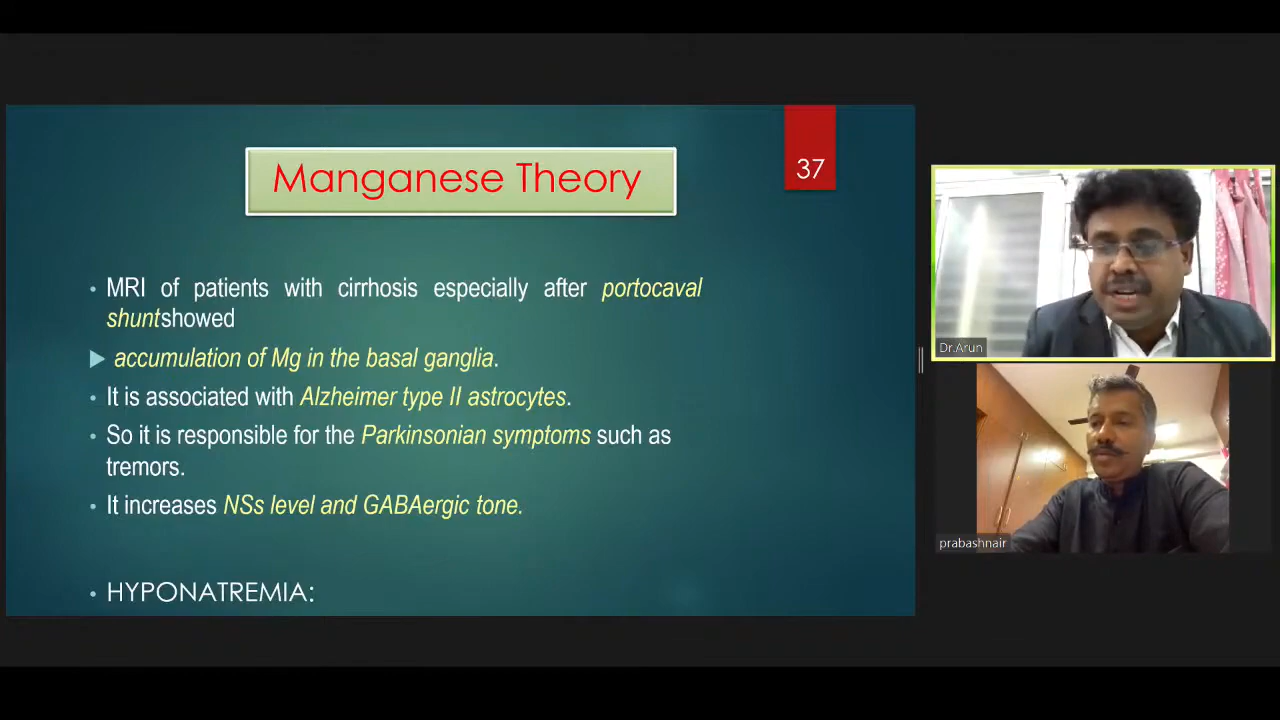 Manganese Theory
37
• MRI of patients with cirrhosis especially after portocaval
shuntshowed
accumulation of Mg in the basal ganglia.
• It is associated with Alzheimer type II astrocytes.
• So it is responsible for the Parkinsonian symptoms such as
tremors.
• It increases NSs level and GABAergic tone.
• HYPONATREMIA:
Dr.Arun
prabashnair